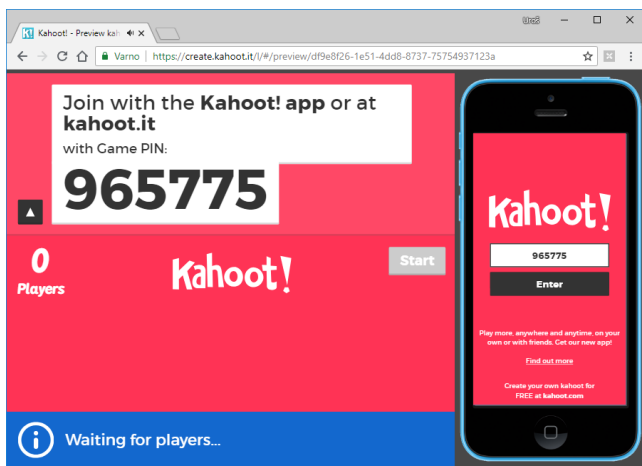 Uroš
Kahoot! - Preview kah
Varno
https://create.kahoot.it/l/#/preview/df9e8f26-1e51-4dd8-8737-75754937123a
Join with the Kahoot! app or at
kahoot.it
with Game PIN:
965775
0
Players
Kahoot!
Start
Waiting for players...
Kahoot!
965775
Enter
Play more, anywhere and anytime, on your
own or with friends. Get our new app!
Find out more
Create your own kahoot for
FREE at kahoot.com